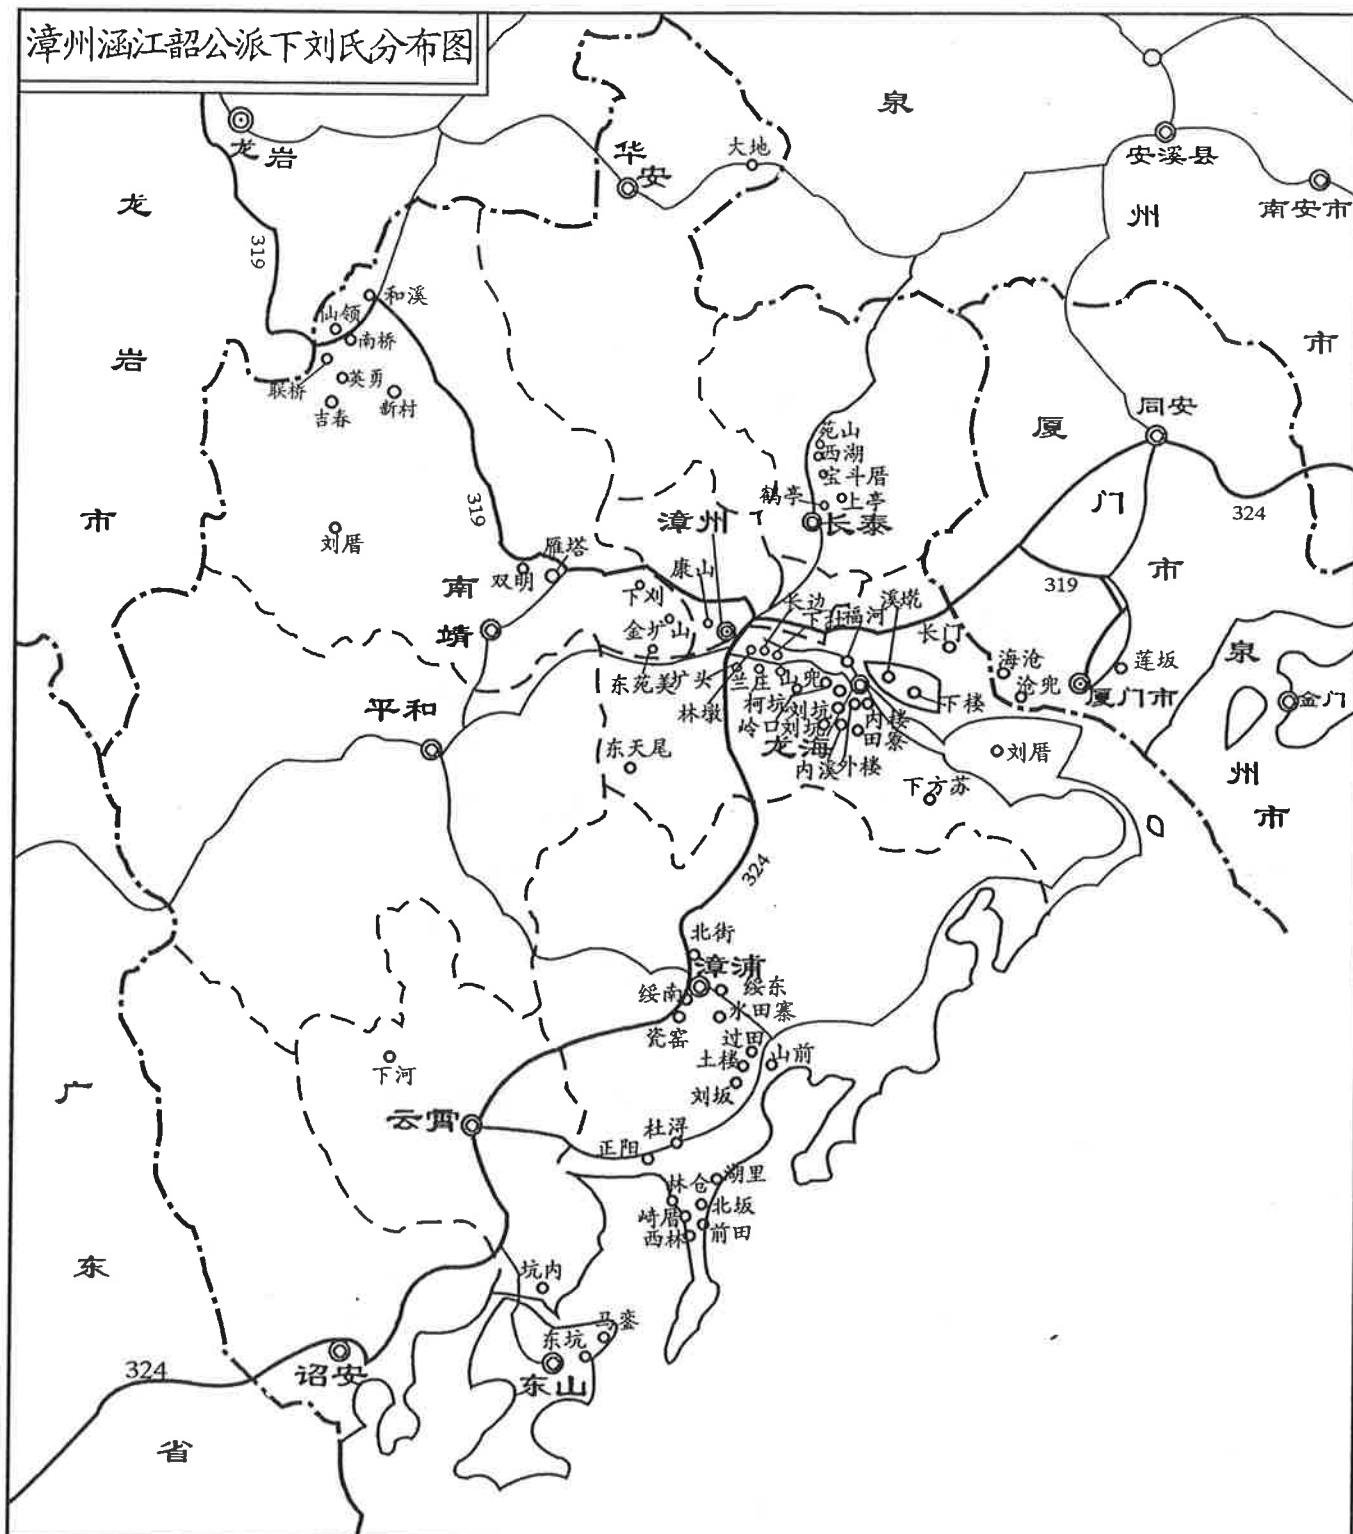 漳州涵江韶公派下刘氏分布图
泉
大地
华安
龙岩
安溪县
南安市
龙
州
319
和溪
仙领
南桥
市
岩
联桥
英勇
吉春
新村
同安
厦
苑山
西湖
宝斗厝
鹤亭
上亭
门
319
324
市
漳州
长泰
刘厝
雁塔
双明
康山
市
南
靖
下刈
319
长边
下社
福河
溪墘
金圹山
长门
东苑美
圹头
兰庄
山兜
海沧
莲坂
泉
沧兜
厦门市
金门
林墩
柯坑
刘坑
下楼
平和
岭口
刘坑
内楼
田寮
龙海
东天尾
内溪
外楼
刘厝
下方苏
州
市
324
北街
漳浦
绥南
绥东
水田寨
瓷窑
过田
土楼
山前
下河
刘坂
广
云霄
杜浔
正阳
湖里
林仓
北坂
崎厝
前田
西林
东
坑内
马銮
东坑
324
诏安
东山
省